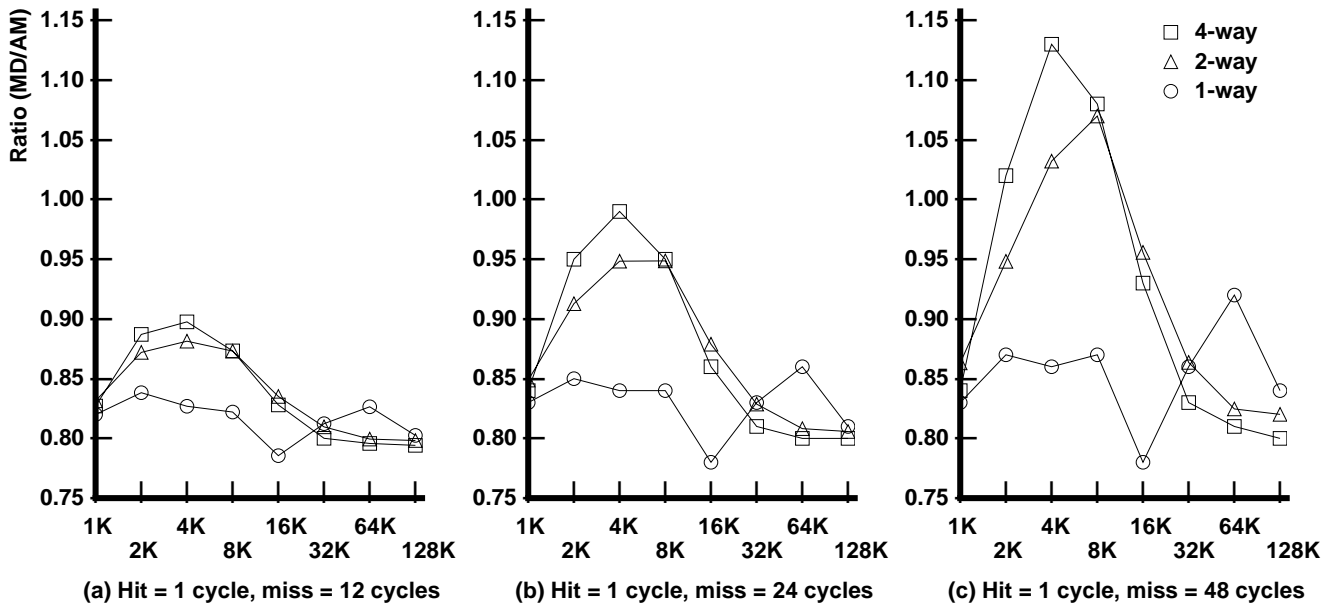 Ratio (MD/AM)
1.15
1.10
1.05
1.00
0.95
0.90
0.85
0.80
0.75
1K
2K
4K
8K
16K
32K
64K
128K
(a) Hit = 1 cycle, miss = 12 cycles
1.15
1.10
1.05
1.00
0.95
0.90
0.85
0.80
0.75
1K
2K
4K
8K
16K
32K
64K
128K
(b) Hit = 1 cycle, miss = 24 cycles
1.15
1.10
1.05
1.00
0.95
0.90
0.85
0.80
0.75
4-way
2-way
1-way
1K
2K
4K
8K
16K
32K
64K
128K
(c) Hit = 1 cycle, miss = 48 cycles